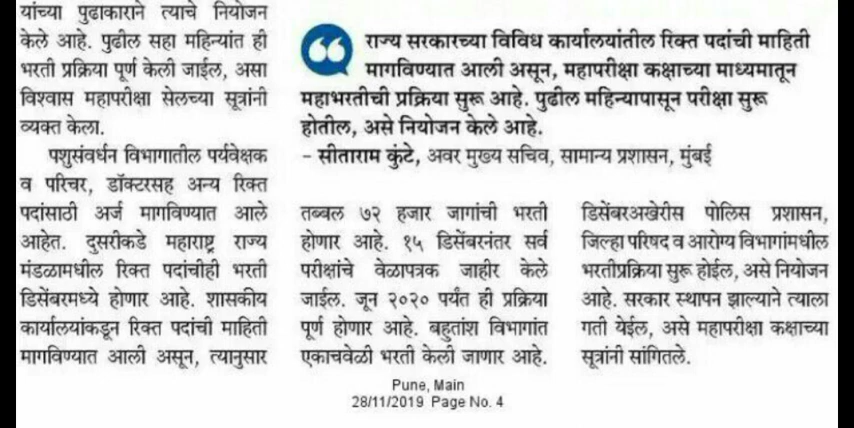 यांच्या पुढाकाराने त्याचे नियोजन
केले आहे. पुढील सहा महिन्यांत ही
भरती प्रक्रिया पूर्ण केली जाईल, असा
विश्वास महापरीक्षा सेलच्या सूत्रांनी
व्यक्त केला.
पशुसंवर्धन विभागातील पर्यवेक्षक
व परिचर, डॉक्टरसह अन्य रिक्त
पदांसाठी अर्ज मागविण्यात आले
आहेत. दुसरीकडे महाराष्ट्र राज्य
मंडळामधील रिक्त पदांचीही भरती
डिसेंबरमध्ये होणार आहे. शासकीय
कार्यालयांकडून रिक्त पदांची माहिती
मागविण्यात आली असून, त्यानुसार
राज्य सरकारच्या विविध कार्यालयांतील रिक्त पदांची माहिती
मागविण्यात आली असून, महापरीक्षा कक्षाच्या माध्यमातून
महाभरतीची प्रक्रिया सुरू आहे. पुढील महिन्यापासून परीक्षा सुरू
होतील, असे नियोजन केले आहे.
- सीताराम कुंटे, अवर मुख्य सचिव, सामान्य प्रशासन, मुंबई
तब्बल ७२ हजार जागांची भरती
होणार आहे. १५ डिसेंबरनंतर सर्व
परीक्षांचे वेळापत्रक जाहीर केले
जाईल. जून २०२० पर्यंत ही प्रक्रिया
पूर्ण होणार आहे. बहुतांश विभागांत
एकाचवेळी भरती केली जाणार आहे.
डिसेंबरअखेरीस पोलिस प्रशासन,
जिल्हा परिषद व आरोग्य विभागांमधील
भरतीप्रक्रिया सुरू होईल, असे नियोजन
आहे. सरकार स्थापन झाल्याने त्याला
गती येईल, असे महापरीक्षा कक्षाच्या
सूत्रांनी सांगितले.
Pune, Main
28/11/2019 Page No. 4